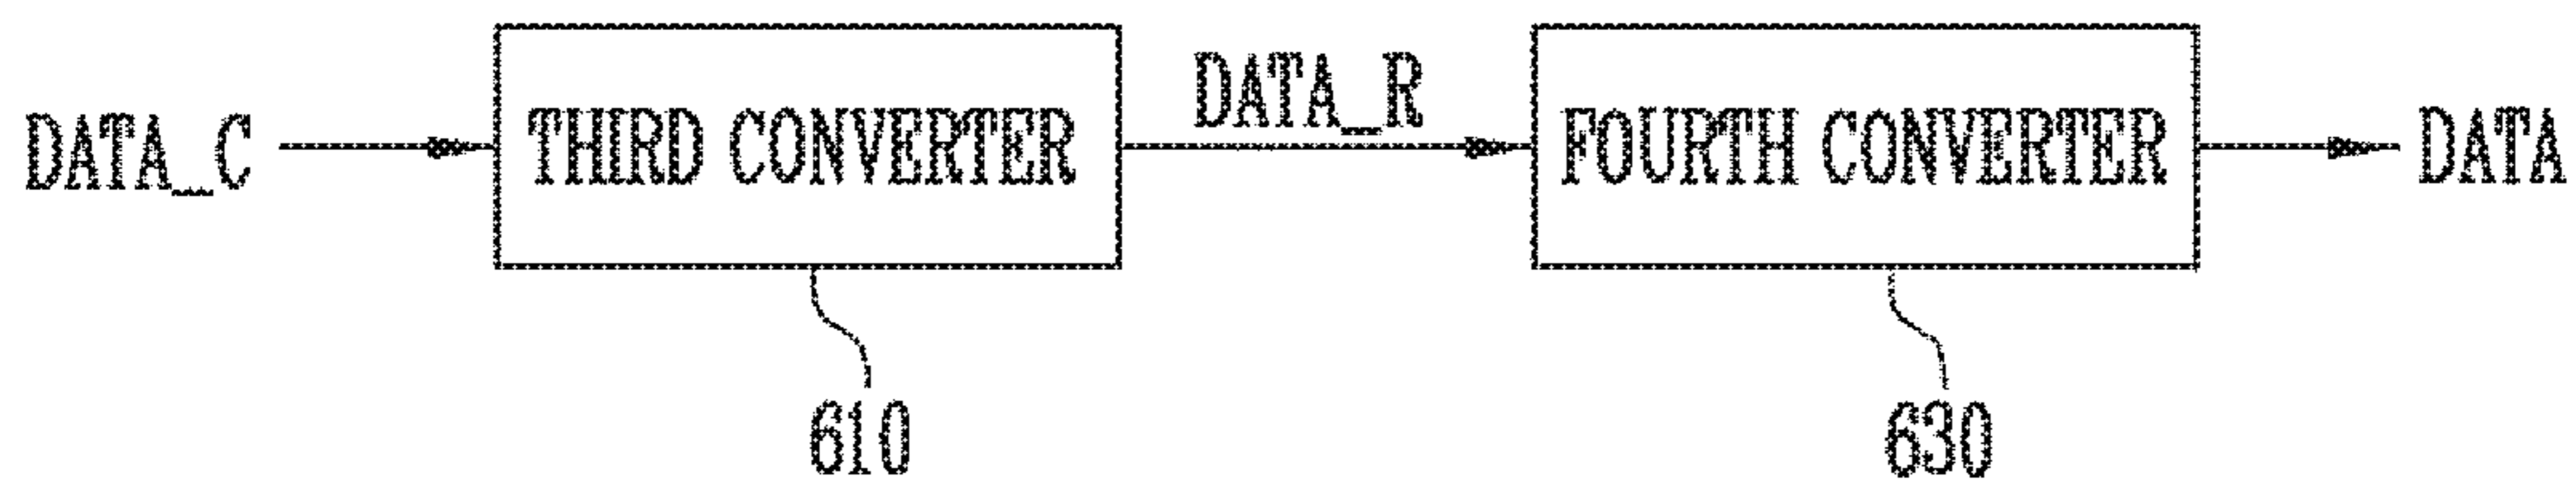 DATA_C
THIRD CONVERTER
DATA_R
FOURTH CONVERTER
DATA
610
630